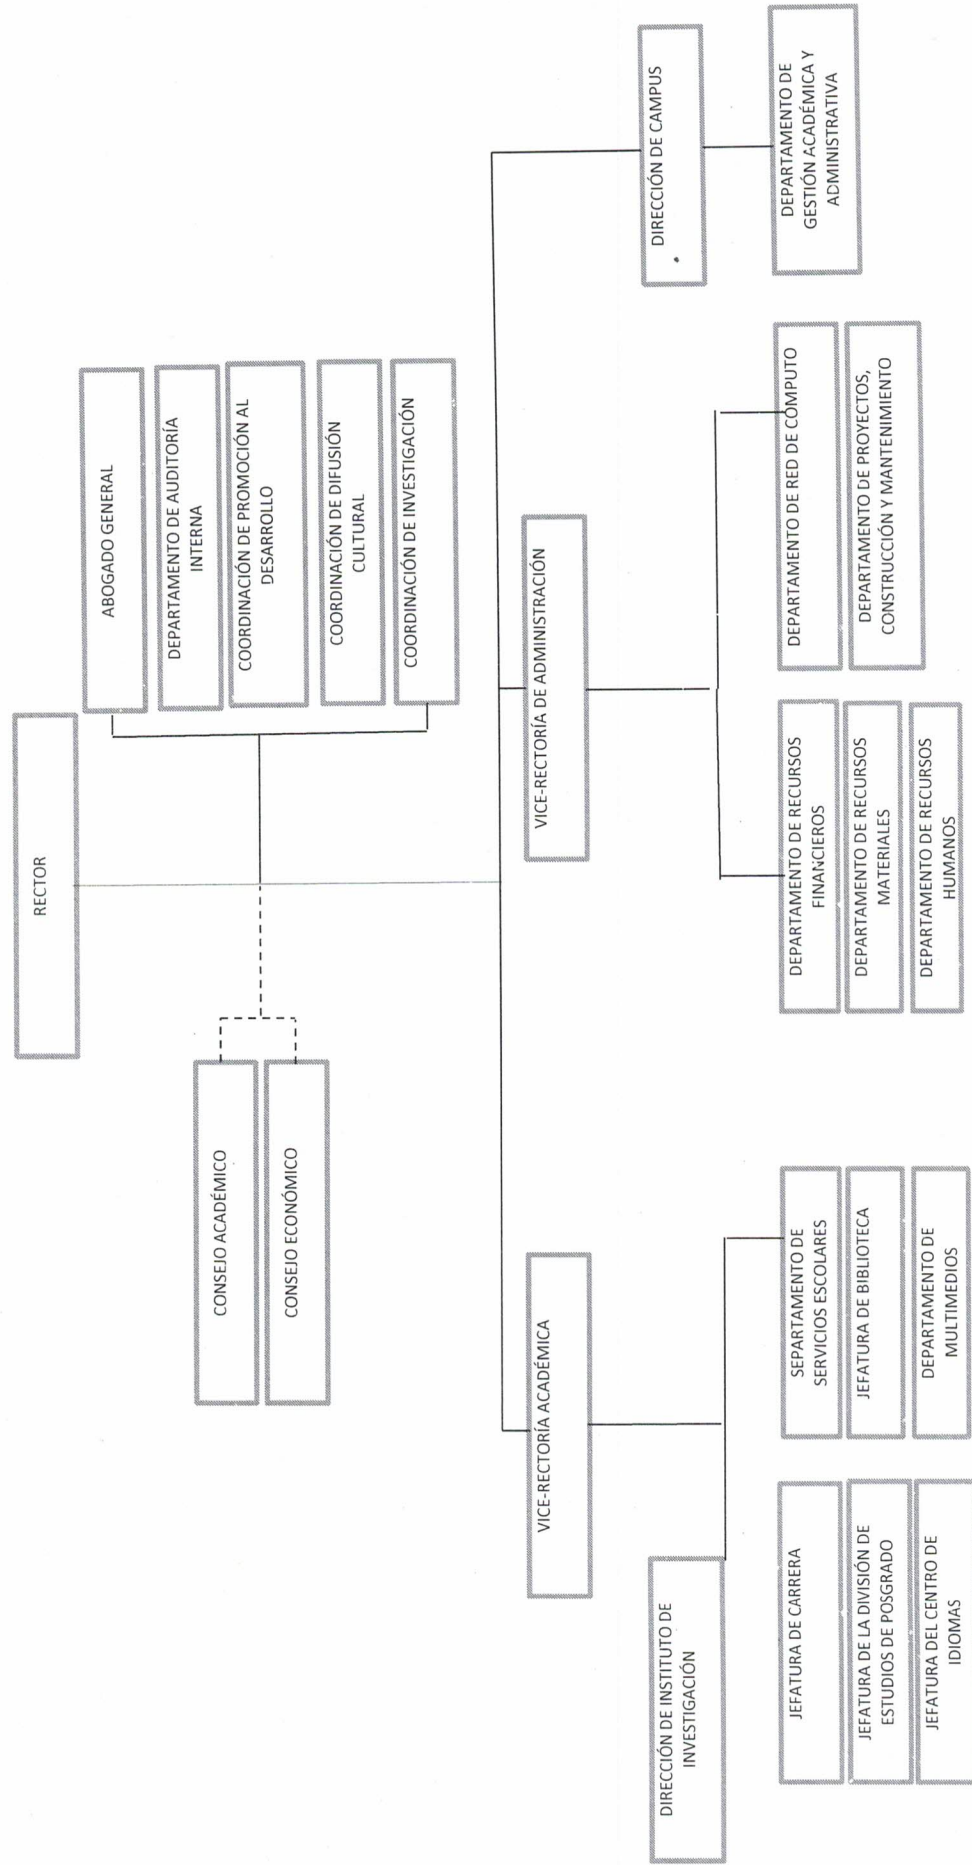 RECTOR
ABOGADO GENERAL
DEPARTAMENTO DE AUDITORÍA
INTERNA
COORDINACIÓN DE PROMOCIÓN AL
DESARROLLO
COORDINACIÓN DE DIFUSIÓN
CULTURAL
COORDINACIÓN DE INVESTIGACIÓN
CONSEJO ACADÉMICO
CONSEJO ECONÓMICO
VICE-RECTORÍA ACADÉMICA
VICE-RECTORÍA DE ADMINISTRACIÓN
DIRECCIÓN DE CAMPUS
DIRECCIÓN DE INSTITUTO DE
INVESTIGACIÓN
JEFATURA DE CARRERA
JEFATURA DE LA DIVISIÓN DE
ESTUDIOS DE POSGRADO
JEFATURA DEL CENTRO DE
IDIOMAS
SEPARTAMENTO DE
SERVICIOS ESCOLARES
JEFATURA DE BIBLIOTECA
DEPARTAMENTO DE
MULTIMEDIOS
DEPARTAMENTO DE RECURSOS
FINANCIEROS
DEPARTAMENTO DE RECURSOS
MATERIALES
DEPARTAMENTO DE RECURSOS
HUMANOS
DEPARTAMENTO DE RED DE COMPUTO
DEPARTAMENTO DE PROYECTOS,
CONSTRUCCIÓN Y MANTENIMIENTO
DEPARTAMENTO DE
GESTIÓN ACADÉMICA Y
ADMINISTRATIVA